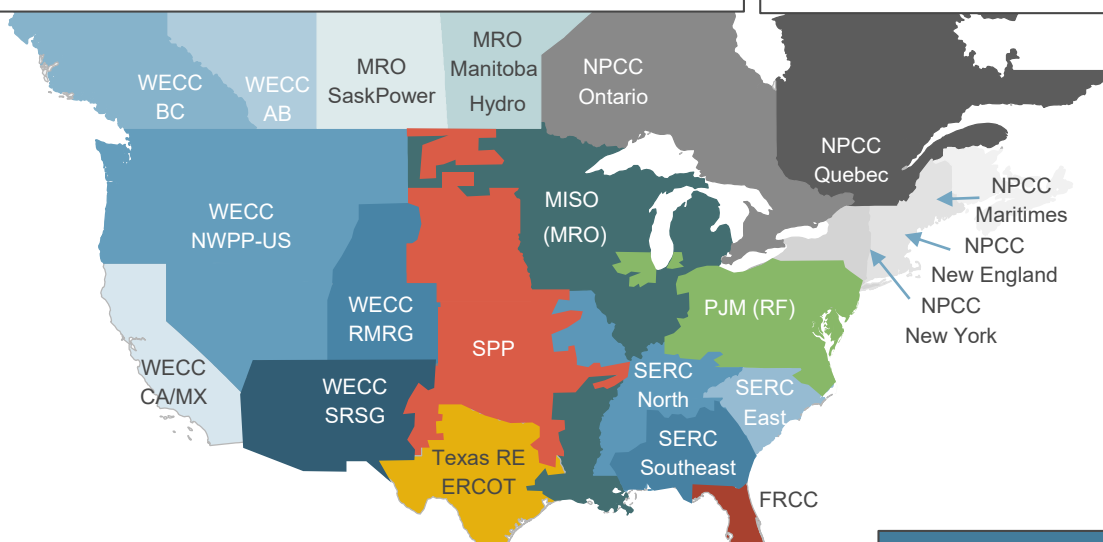 WECC
BC
WECC
AB
MRO
SaskPower
MRO
Manitoba
Hydro
NPCC
Ontario
NPCC
Quebec
NPCC
Maritimes
NPCC
New England
NPCC
New York
WECC
NWPP-US
MISO
(MRO)
WECC
RMRG
SPP
PJM (RF)
WECC
CA/MX
WECC
SRSG
SERC
North
SERC
East
SERC
Southeast
Texas RE
ERCOT
FRCC